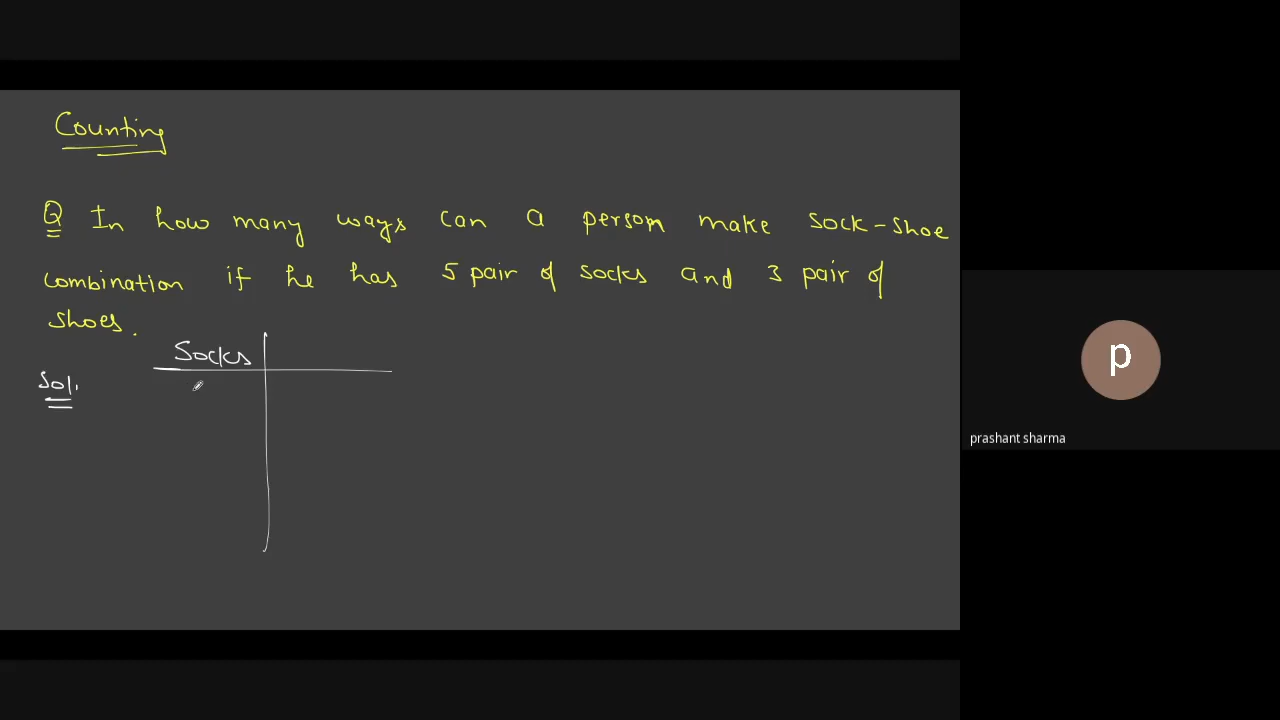 Counting
Q In how many ways can a person make sock-shoe
combination if he has 5 pair of socks and 3 pair of
shoes.
Socks
Sol.
p
prashant sharma